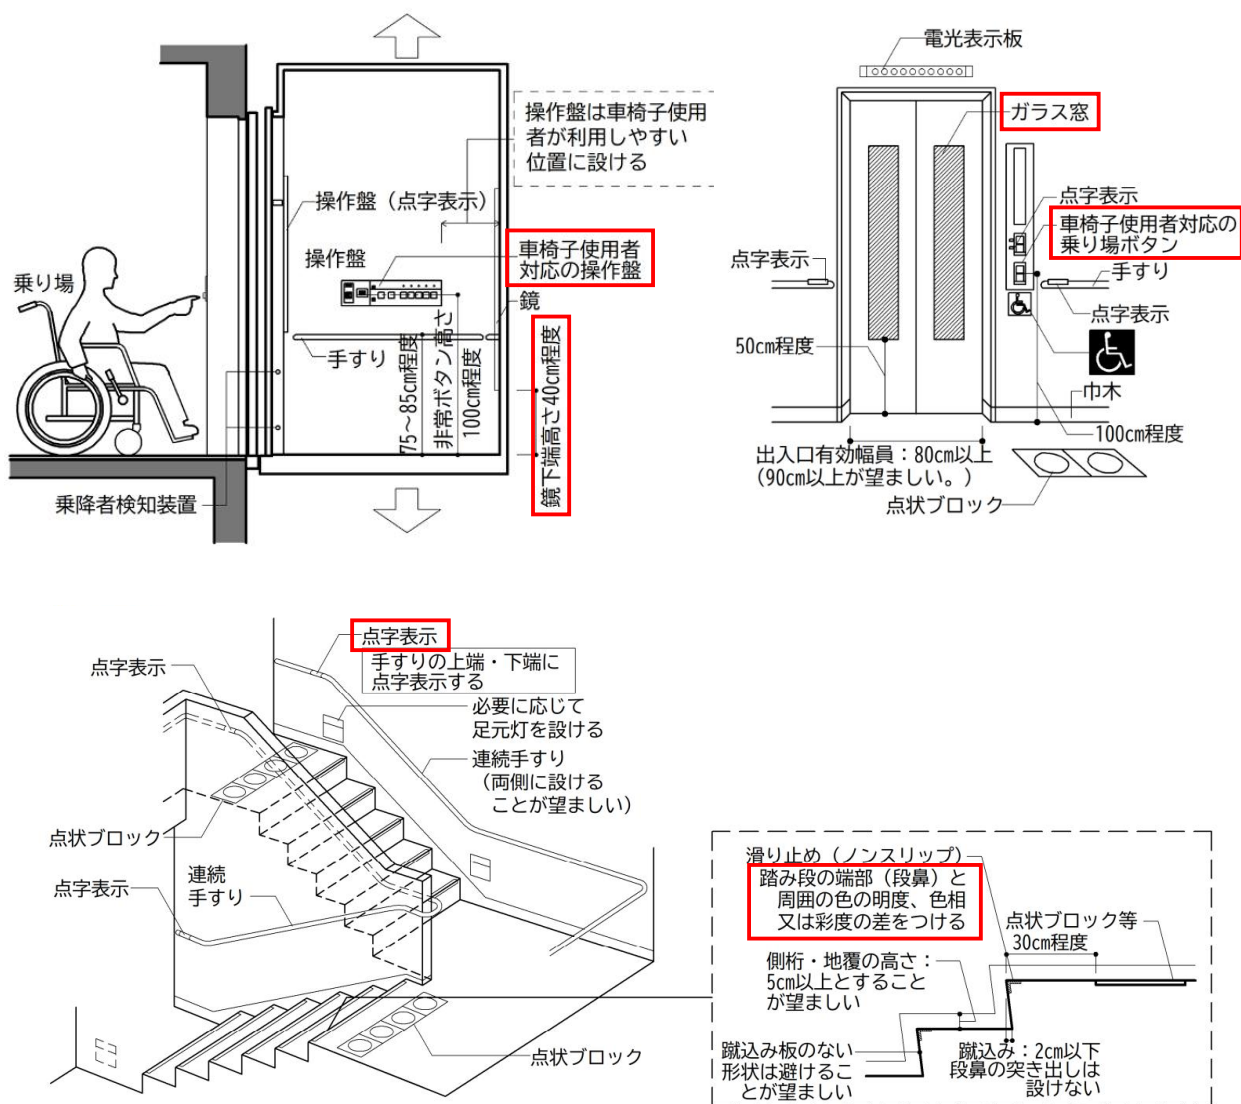 操作盤は車椅子使用
者が利用しやすい
位置に設ける
操作盤（点字表示）
操作盤
車椅子使用者
対応の操作盤
鏡
乗り場
手すり
75～85cm程度
非常ボタン高さ
100cm程度
鏡下端高さ40cm程度
乗降者検知装置
電光表示板
ガラス窓
点字表示
車椅子使用者対応の
乗り場ボタン
点字表示
手すり
点字表示
50cm程度
巾木
100cm程度
出入口有効幅員：80cm以上
（90cm以上が望ましい。）
点状ブロック
点字表示
手すりの上端・下端に
点字表示する
点字表示
必要に応じて
足元灯を設ける
連続手すり
（両側に設ける
ことが望ましい）
点状ブロック
点字表示
連続
手すり
点状ブロック
滑り止め（ノンスリップ）
踏み段の端部（段鼻）と
周囲の色の明度、色相
又は彩度の差をつける
点状ブロック等
30cm程度
側桁・地覆の高さ：
5cm以上とすること
が望ましい
蹴込み板のない
形状は避けるこ
とが望ましい
蹴込み：2cm以下
段鼻の突き出しは
設けない